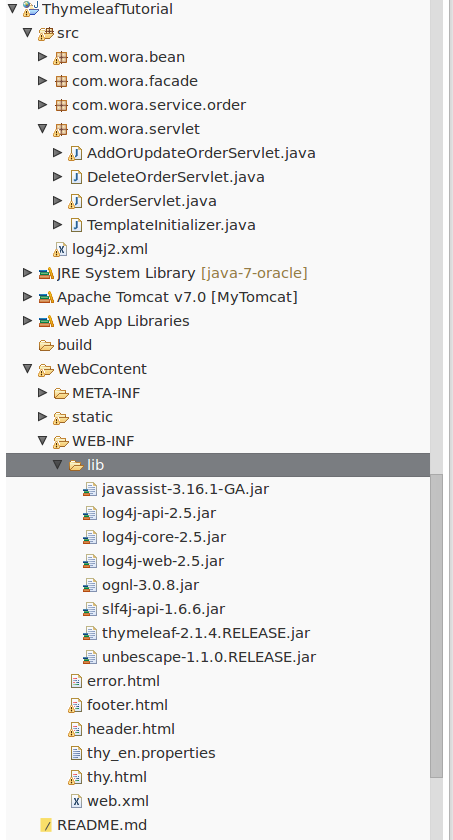 ThymeleafTutorial
src
com.wora.bean
com.wora.facade
com.wora.service.order
com.wora.servlet
AddOrUpdateOrderServlet.java
DeleteOrderServlet.java
OrderServlet.java
TemplateInitializer.java
log4j2.xml
JRE System Library [java-7-oracle]
Apache Tomcat v7.0 [MyTomcat]
Web App Libraries
build
WebContent
META-INF
static
WEB-INF
lib
javassist-3.16.1-GA.jar
log4j-api-2.5.jar
log4j-core-2.5.jar
log4j-web-2.5.jar
ognl-3.0.8.jar
slf4j-api-1.6.6.jar
thymeleaf-2.1.4.RELEASE.jar
unbescape-1.1.0.RELEASE.jar
error.html
footer.html
header.html
thy_en.properties
thy.html
web.xml
README.md